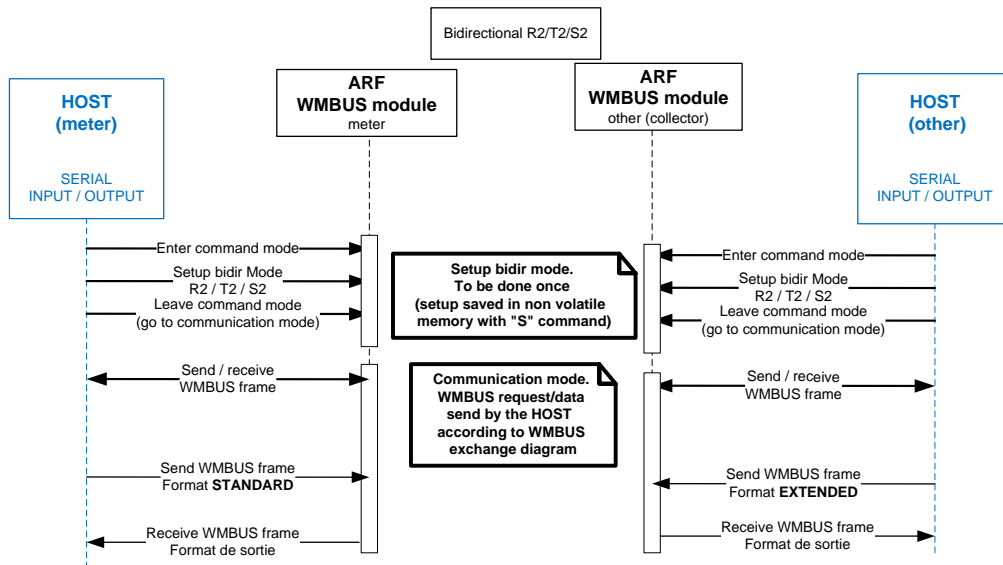 Bidirectional R2/T2/S2
HOST
(meter)
SERIAL
INPUT / OUTPUT
ARF
WMBUS module
meter
ARF
WMBUS module
other (collector)
HOST
(other)
SERIAL
INPUT / OUTPUT
Enter command mode
Setup bidir Mode
R2 / T2 / S2
Leave command mode
(go to communication mode)
Setup bidir mode.
To be done once
(setup saved in non volatile
memory with "S" command)
Enter command mode
Setup bidir Mode
R2 / T2 / S2
Leave command mode
(go to communication mode)
Send / receive
WMBUS frame
Communication mode.
WMBUS request/data
send by the HOST
according to WMBUS
exchange diagram
Send / receive
WMBUS frame
Send WMBUS frame
Format STANDARD
Send WMBUS frame
Format EXTENDED
Receive WMBUS frame
Format de sortie
Receive WMBUS frame
Format de sortie